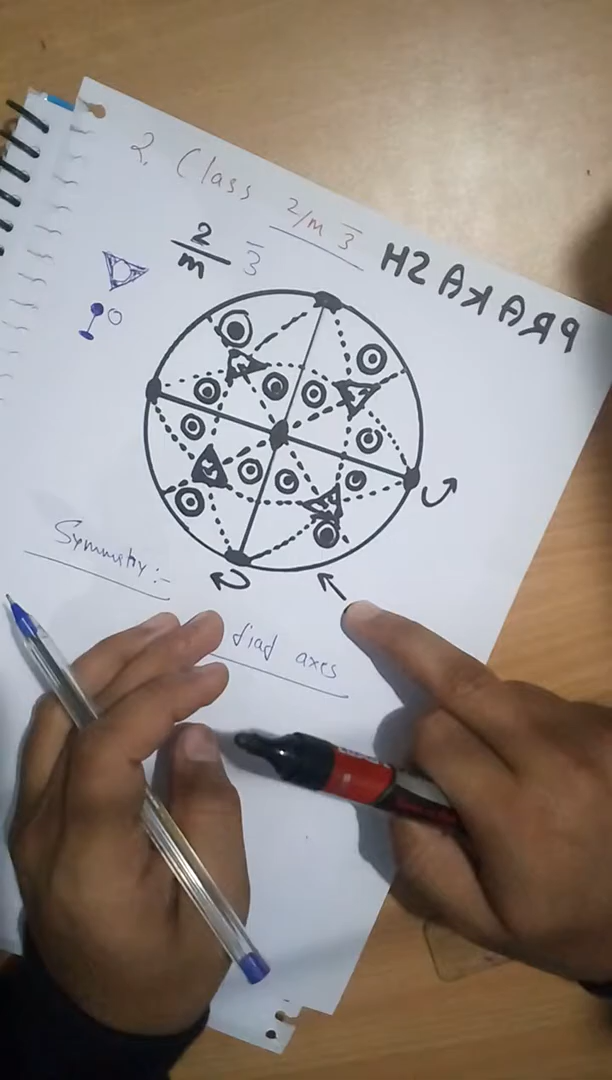 2. Class 2/m 3̅
2/m 3̅
PRAKASH
Symmetry :-
diad axes